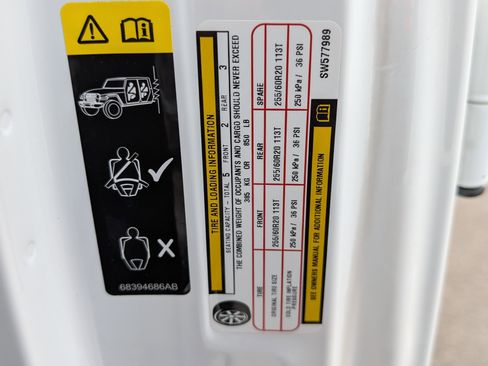 68394686AB
TIRE AND LOADING INFORMATION
SEATING CAPACITY - TOTAL 5 FRONT 2 REAR 3
THE COMBINED WEIGHT OF OCCUPANTS AND CARGO SHOULD NEVER EXCEED
385 KG OR 850 LB
TIRE FRONT REAR SPARE
ORIGINAL TIRE SIZE 255/60R20 113T 255/60R20 113T 255/60R20 113T
COLD TIRE INFLATION
PRESSURE 250 kPa / 36 PSI 250 kPa / 36 PSI 250 kPa / 36 PSI
SEE OWNERS MANUAL FOR ADDITIONAL INFORMATION
SW577989